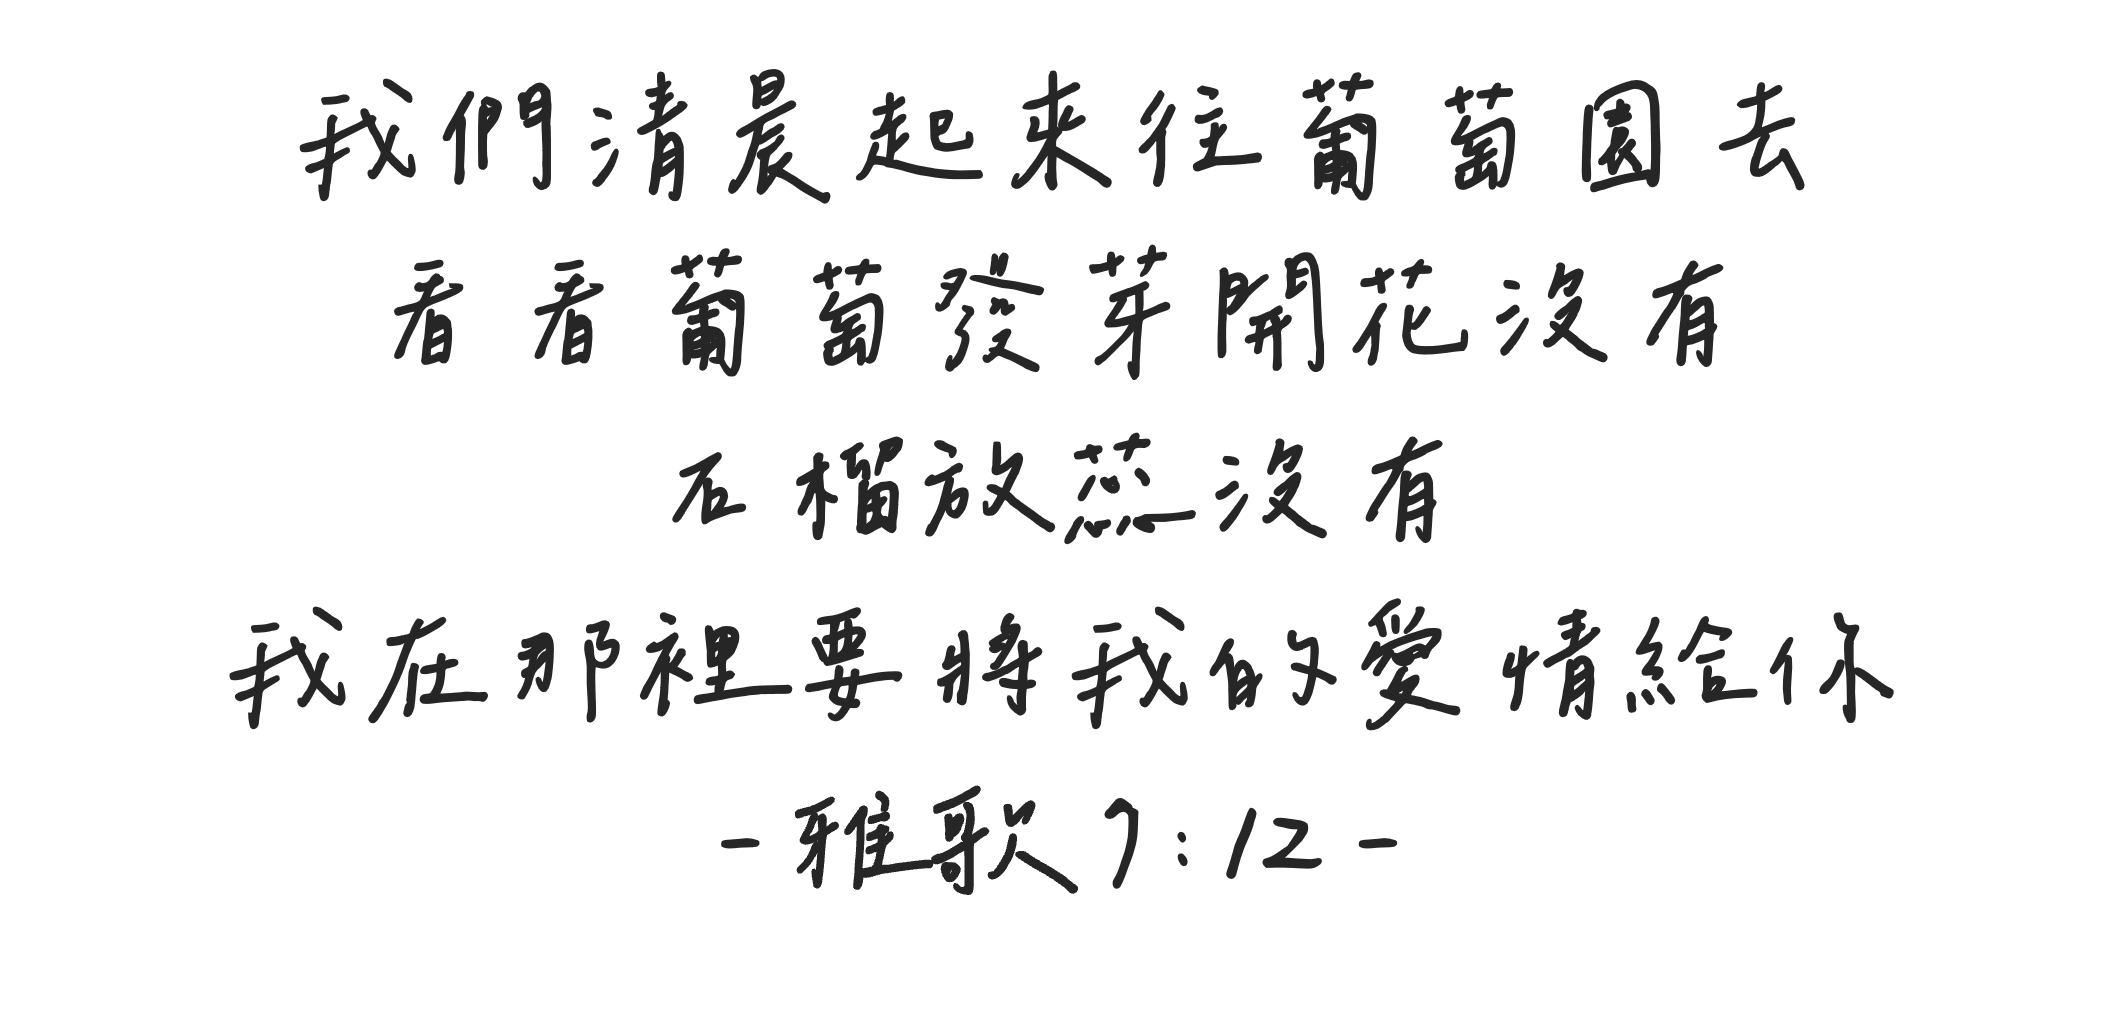 我們清晨起來往葡萄園去
看看葡萄發芽開花沒有
石榴放蕊沒有
我在那裡要將我的愛情給你
-雅歌7:12-